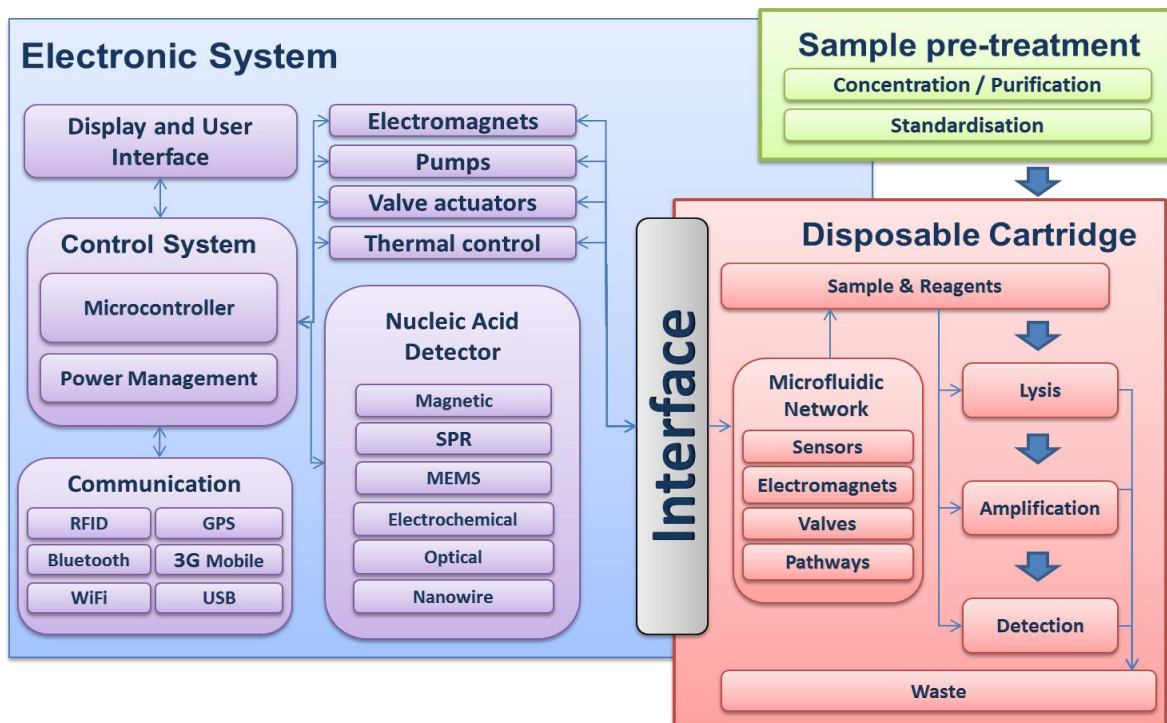 Electronic System
Display and User
Interface
Control System
Microcontroller
Power Management
Communication
RFID
GPS
Bluetooth
3G Mobile
WiFi
USB
Electromagnets
Pumps
Valve actuators
Thermal control
Nucleic Acid
Detector
Magnetic
SPR
MEMS
Electrochemical
Optical
Nanowire
Interface
Sample pre-treatment
Concentration / Purification
Standardisation
Disposable Cartridge
Sample & Reagents
Microfluidic
Network
Sensors
Electromagnets
Valves
Pathways
Lysis
Amplification
Detection
Waste